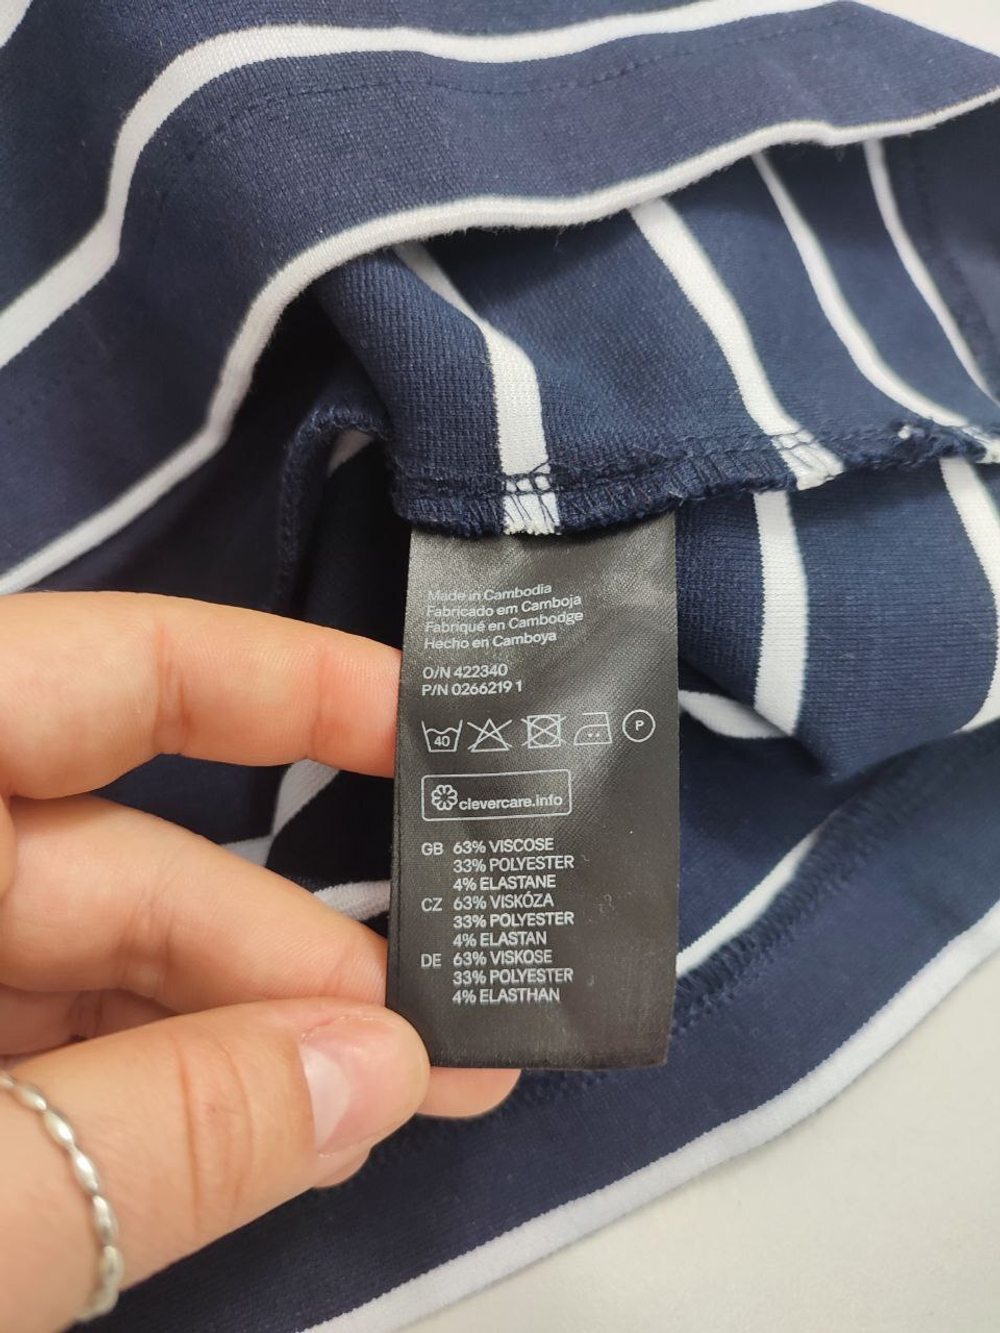 Made in Cambodia
Fabricado em Camboja
Fabriqué en Cambodge
Hecho en Camboya
O/N 422340
P/N 0266219 1
40 P
clevercare.info
GB 63% VISCOSE
33% POLYESTER
4% ELASTANE
CZ 63% VISKÓZA
33% POLYESTER
4% ELASTAN
DE 63% VISKOSE
33% POLYESTER
4% ELASTHAN